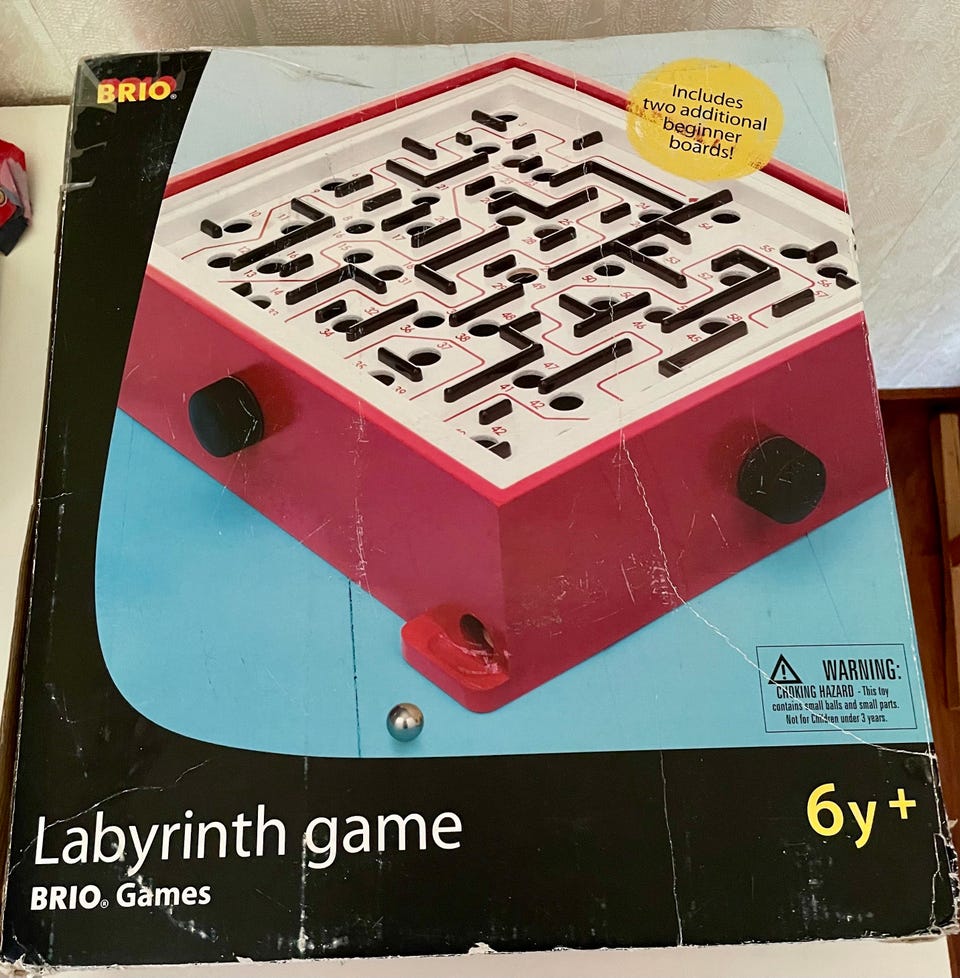 BRIO®
Includes
two additional
beginner
boards!
WARNING:
CHOKING HAZARD - This toy
contains small balls and small parts.
Not for Children under 3 years.
6y+
Labyrinth game
BRIO® Games